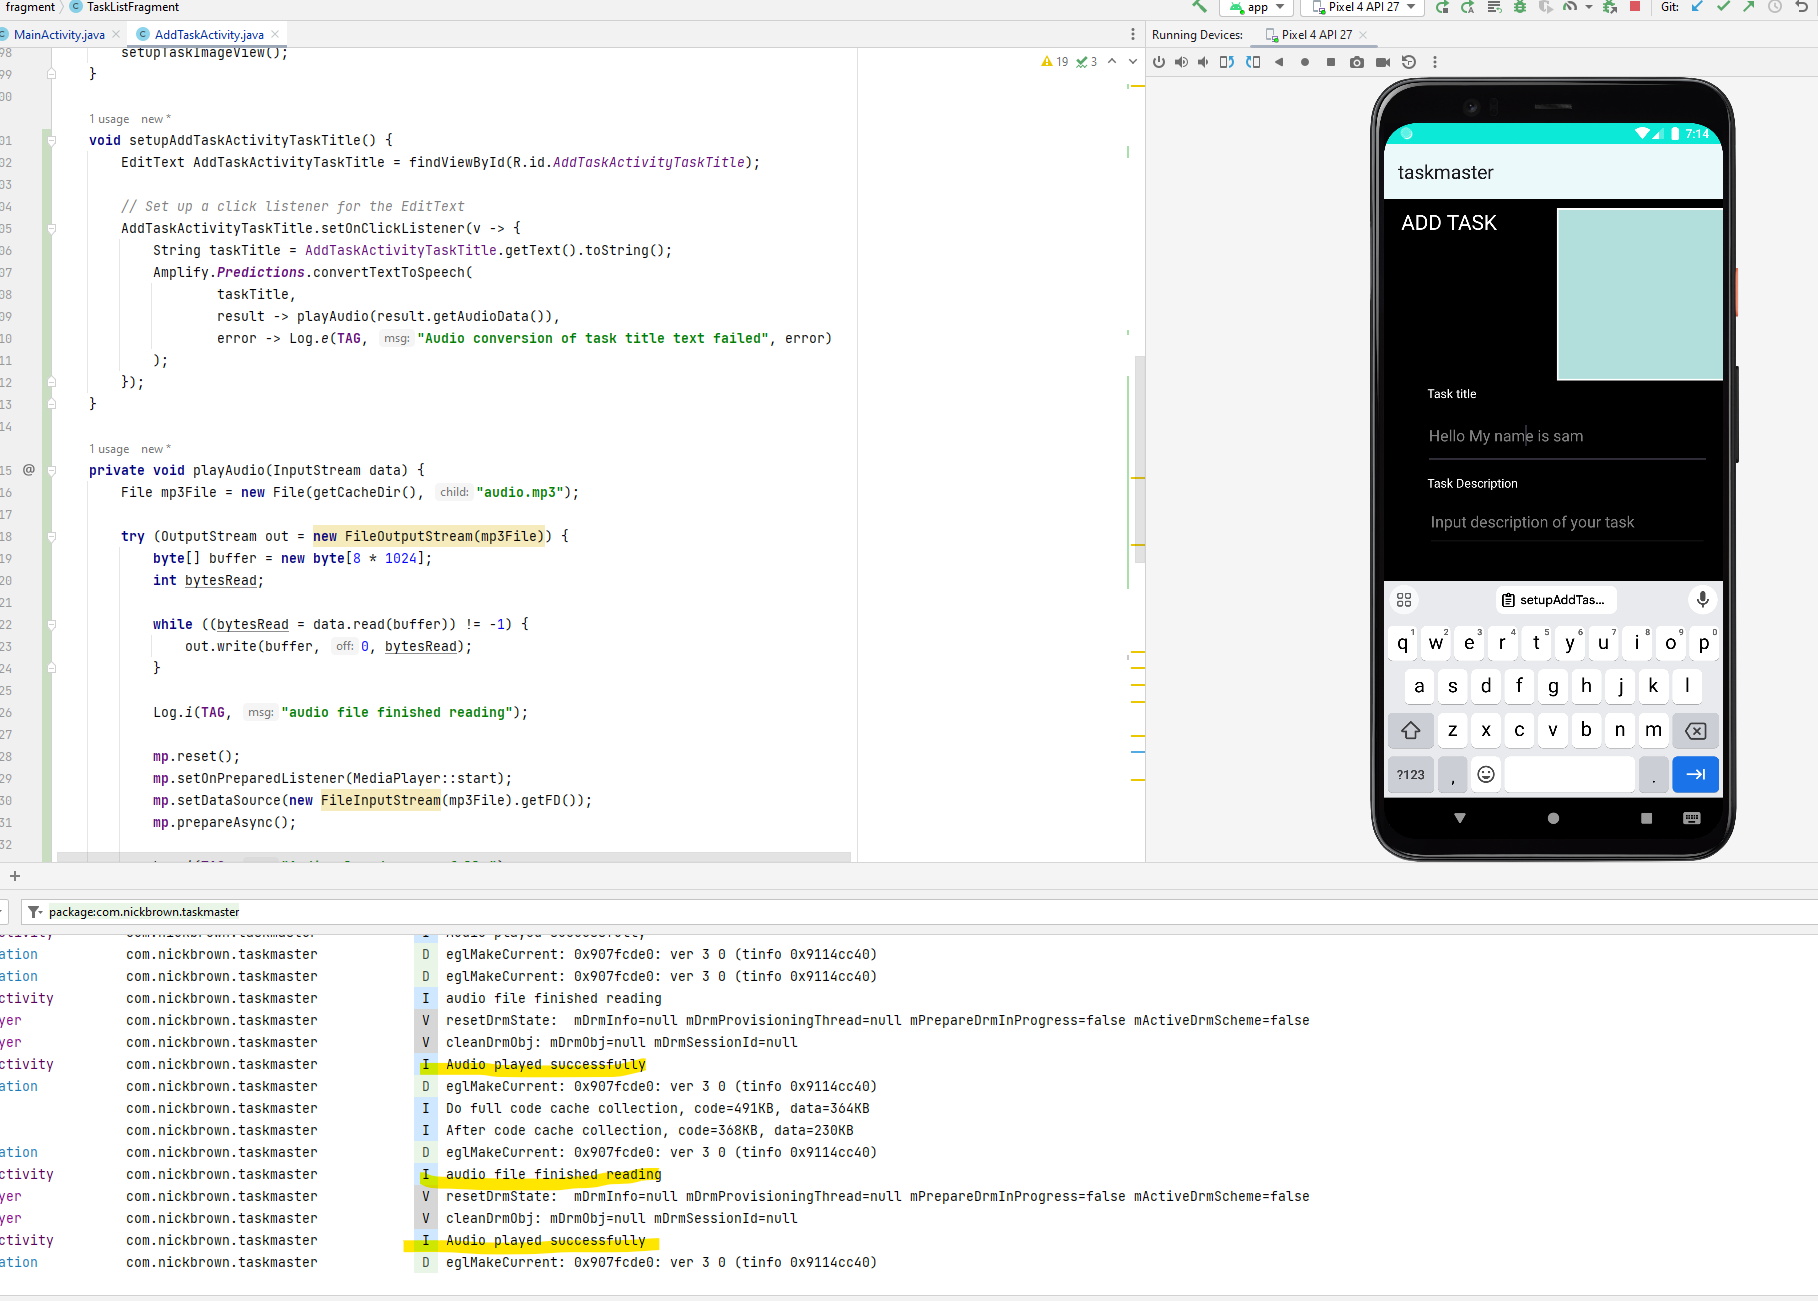 fragment TaskListFragment
app Pixel 4 API 27 Git:
MainActivity.java AddTaskActivity.java
Running Devices: Pixel 4 API 27
19 3
98 setupTaskImageView();
99 }
00
1 usage new *
01 void setupAddTaskActivityTaskTitle() {
02 EditText AddTaskActivityTaskTitle = findViewById(R.id.AddTaskActivityTaskTitle);
03
04 // Set up a click listener for the EditText
05 AddTaskActivityTaskTitle.setOnClickListener(v -> {
06 String taskTitle = AddTaskActivityTaskTitle.getText().toString();
07 Amplify.Predictions.convertTextToSpeech(
08 taskTitle,
09 result -> playAudio(result.getAudioData()),
10 error -> Log.e(TAG, msg: "Audio conversion of task title text failed", error)
11 );
12 });
13 }
14
1 usage new *
15 @ private void playAudio(InputStream data) {
16 File mp3File = new File(getCacheDir(), child: "audio.mp3");
17
18 try (OutputStream out = new FileOutputStream(mp3File)) {
19 byte[] buffer = new byte[8 * 1024];
20 int bytesRead;
21
22 while ((bytesRead = data.read(buffer)) != -1) {
23 out.write(buffer, off: 0, bytesRead);
24 }
25
26 Log.i(TAG, msg: "audio file finished reading");
27
28 mp.reset();
29 mp.setOnPreparedListener(MediaPlayer::start);
30 mp.setDataSource(new FileInputStream(mp3File).getFD());
31 mp.prepareAsync();
32
7:14
taskmaster
ADD TASK
Task title
Hello My name is sam
Task Description
Input description of your task
setupAddTas...
q1 w2 e3 r4 t5 y6 u7 i8 o9 p0
a s d f g h j k l
z x c v b n m
?123 , .
package:com.nickbrown.taskmaster
ctivity com.nickbrown.taskmaster I Audio played successfully
ation com.nickbrown.taskmaster D eglMakeCurrent: 0x907fcde0: ver 3 0 (tinfo 0x9114cc40)
ation com.nickbrown.taskmaster D eglMakeCurrent: 0x907fcde0: ver 3 0 (tinfo 0x9114cc40)
ctivity com.nickbrown.taskmaster I audio file finished reading
yer com.nickbrown.taskmaster V resetDrmState: mDrmInfo=null mDrmProvisioningThread=null mPrepareDrmInProgress=false mActiveDrmScheme=false
yer com.nickbrown.taskmaster V cleanDrmObj: mDrmObj=null mDrmSessionId=null
ctivity com.nickbrown.taskmaster I Audio played successfully
ation com.nickbrown.taskmaster D eglMakeCurrent: 0x907fcde0: ver 3 0 (tinfo 0x9114cc40)
com.nickbrown.taskmaster I Do full code cache collection, code=491KB, data=364KB
com.nickbrown.taskmaster I After code cache collection, code=368KB, data=230KB
ation com.nickbrown.taskmaster D eglMakeCurrent: 0x907fcde0: ver 3 0 (tinfo 0x9114cc40)
ctivity com.nickbrown.taskmaster I audio file finished reading
yer com.nickbrown.taskmaster V resetDrmState: mDrmInfo=null mDrmProvisioningThread=null mPrepareDrmInProgress=false mActiveDrmScheme=false
yer com.nickbrown.taskmaster V cleanDrmObj: mDrmObj=null mDrmSessionId=null
ctivity com.nickbrown.taskmaster I Audio played successfully
ation com.nickbrown.taskmaster D eglMakeCurrent: 0x907fcde0: ver 3 0 (tinfo 0x9114cc40)